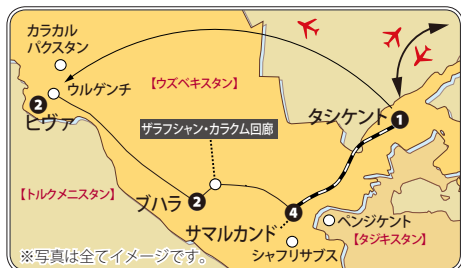 カラカル
パクスタン
ウルゲンチ
【ウズベキスタン】
2
ヒヴァ
タシケント
1
ザラフシャン・カラクム回廊
【トルクメニスタン】
ブハラ
2
4
サマルカンド
ペンジケント
【タジキスタン】
シャフリサブス
※写真は全てイメージです。